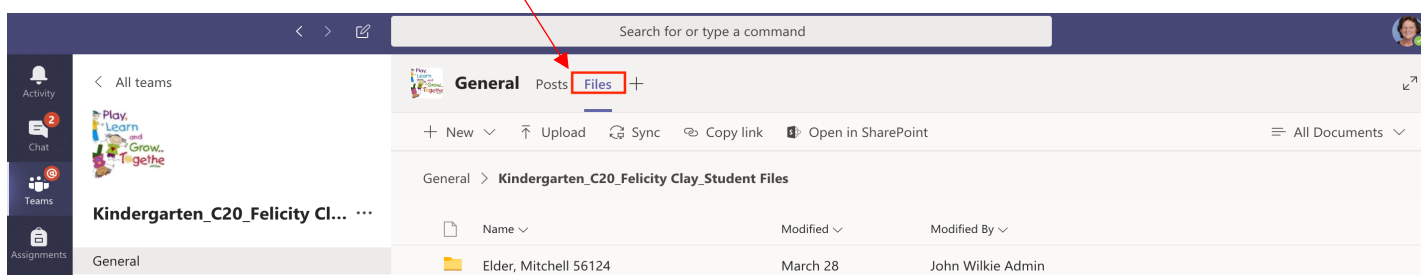 Search for or type a command
Activity
2
Chat
Teams
Assignments
All teams
Play,
Learn
and
Grow..
Togethe
Kindergarten_C20_Felicity Cl... ···
General
General Posts Files +
+ New Upload Sync Copy link Open in SharePoint All Documents
General > Kindergarten_C20_Felicity Clay_Student Files
Name Modified Modified By
Elder, Mitchell 56124 March 28 John Wilkie Admin